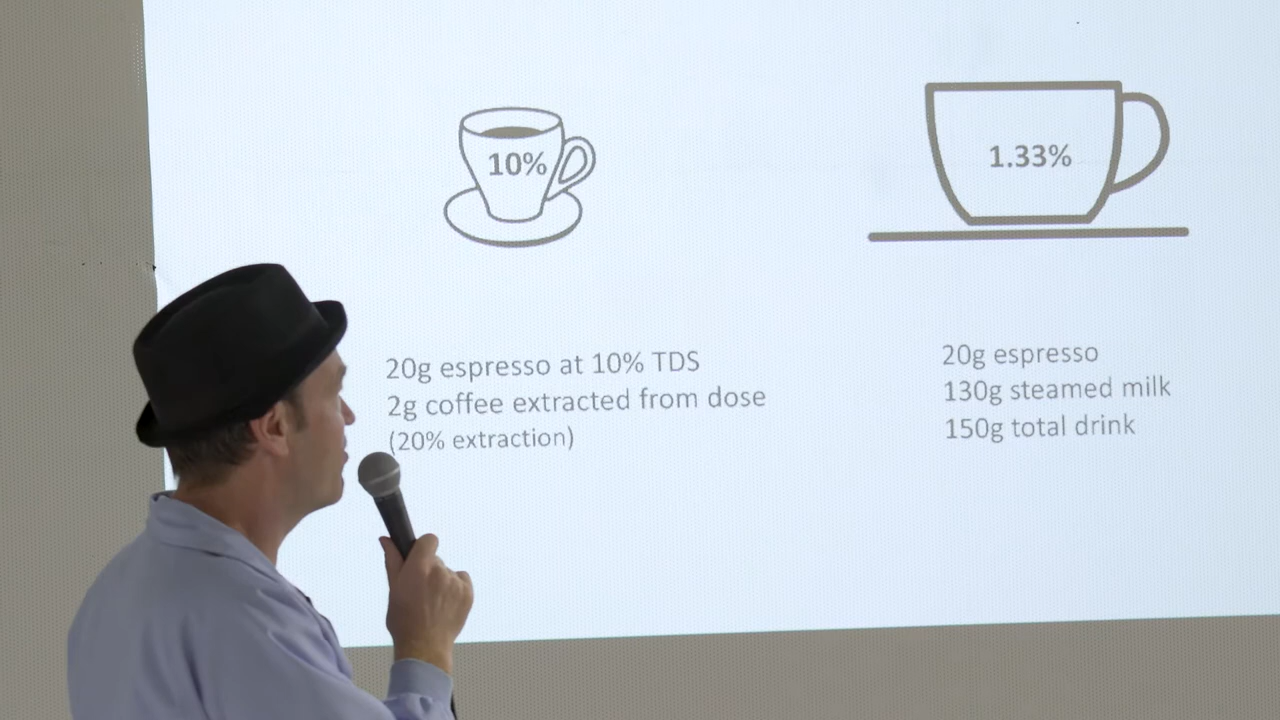 10%
1.33%
20g espresso at 10% TDS
2g coffee extracted from dose
(20% extraction)
20g espresso
130g steamed milk
150g total drink